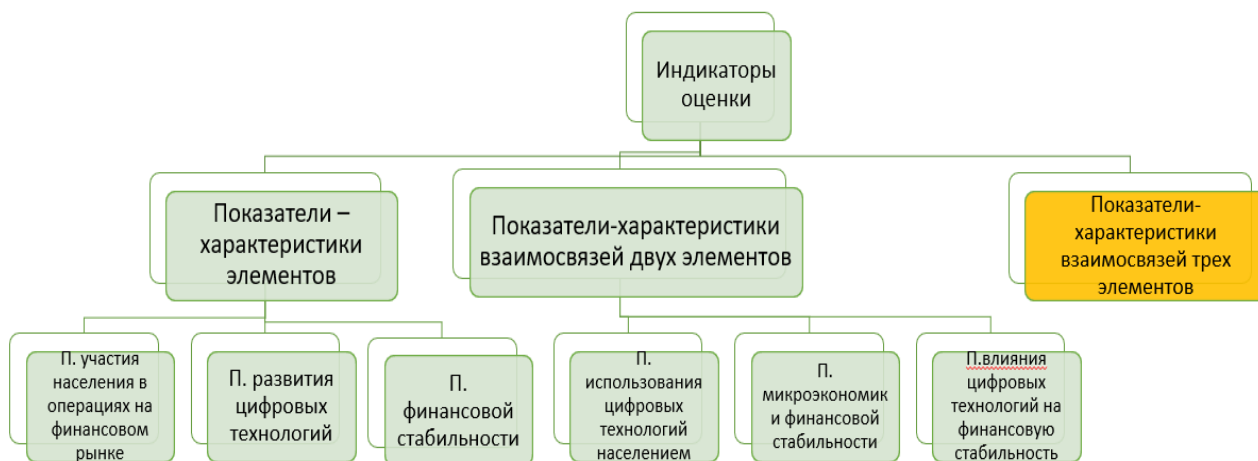 Индикаторы
оценки
Показатели –
характеристики
элементов
Показатели-характеристики
взаимосвязей двух элементов
Показатели-
характеристики
взаимосвязей трех
элементов
П. участия
населения в
операциях на
финансовом
рынке
П. развития
цифровых
технологий
П.
финансовой
стабильности
П.
использования
цифровых
технологий
населением
П.
микроэкономик
и финансовой
стабильности
П.влияния
цифровых
технологий на
финансовую
стабильность